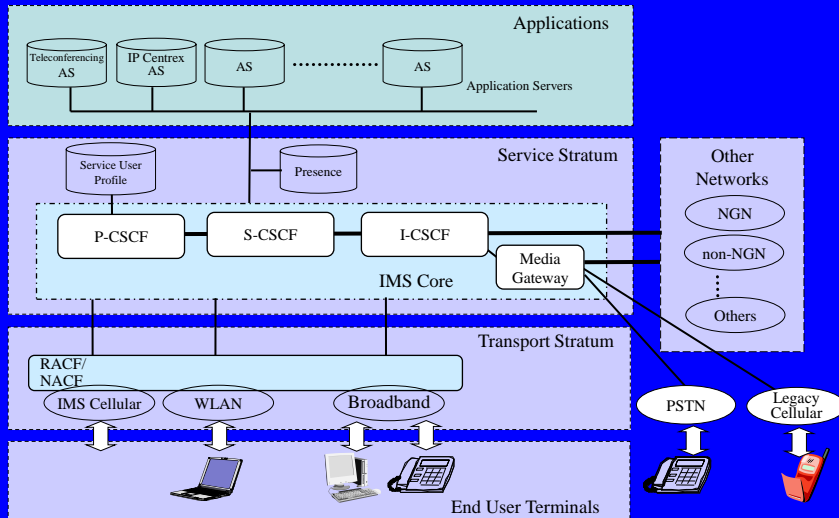 Applications
Teleconferencing
AS
IP Centrex
AS
AS
AS
Application Servers
Service Stratum
Service User
Profile
Presence
P-CSCF
S-CSCF
I-CSCF
Media
Gateway
IMS Core
Other
Networks
NGN
non-NGN
Others
Transport Stratum
RACF/
NACF
IMS Cellular
WLAN
Broadband
PSTN
Legacy
Cellular
End User Terminals